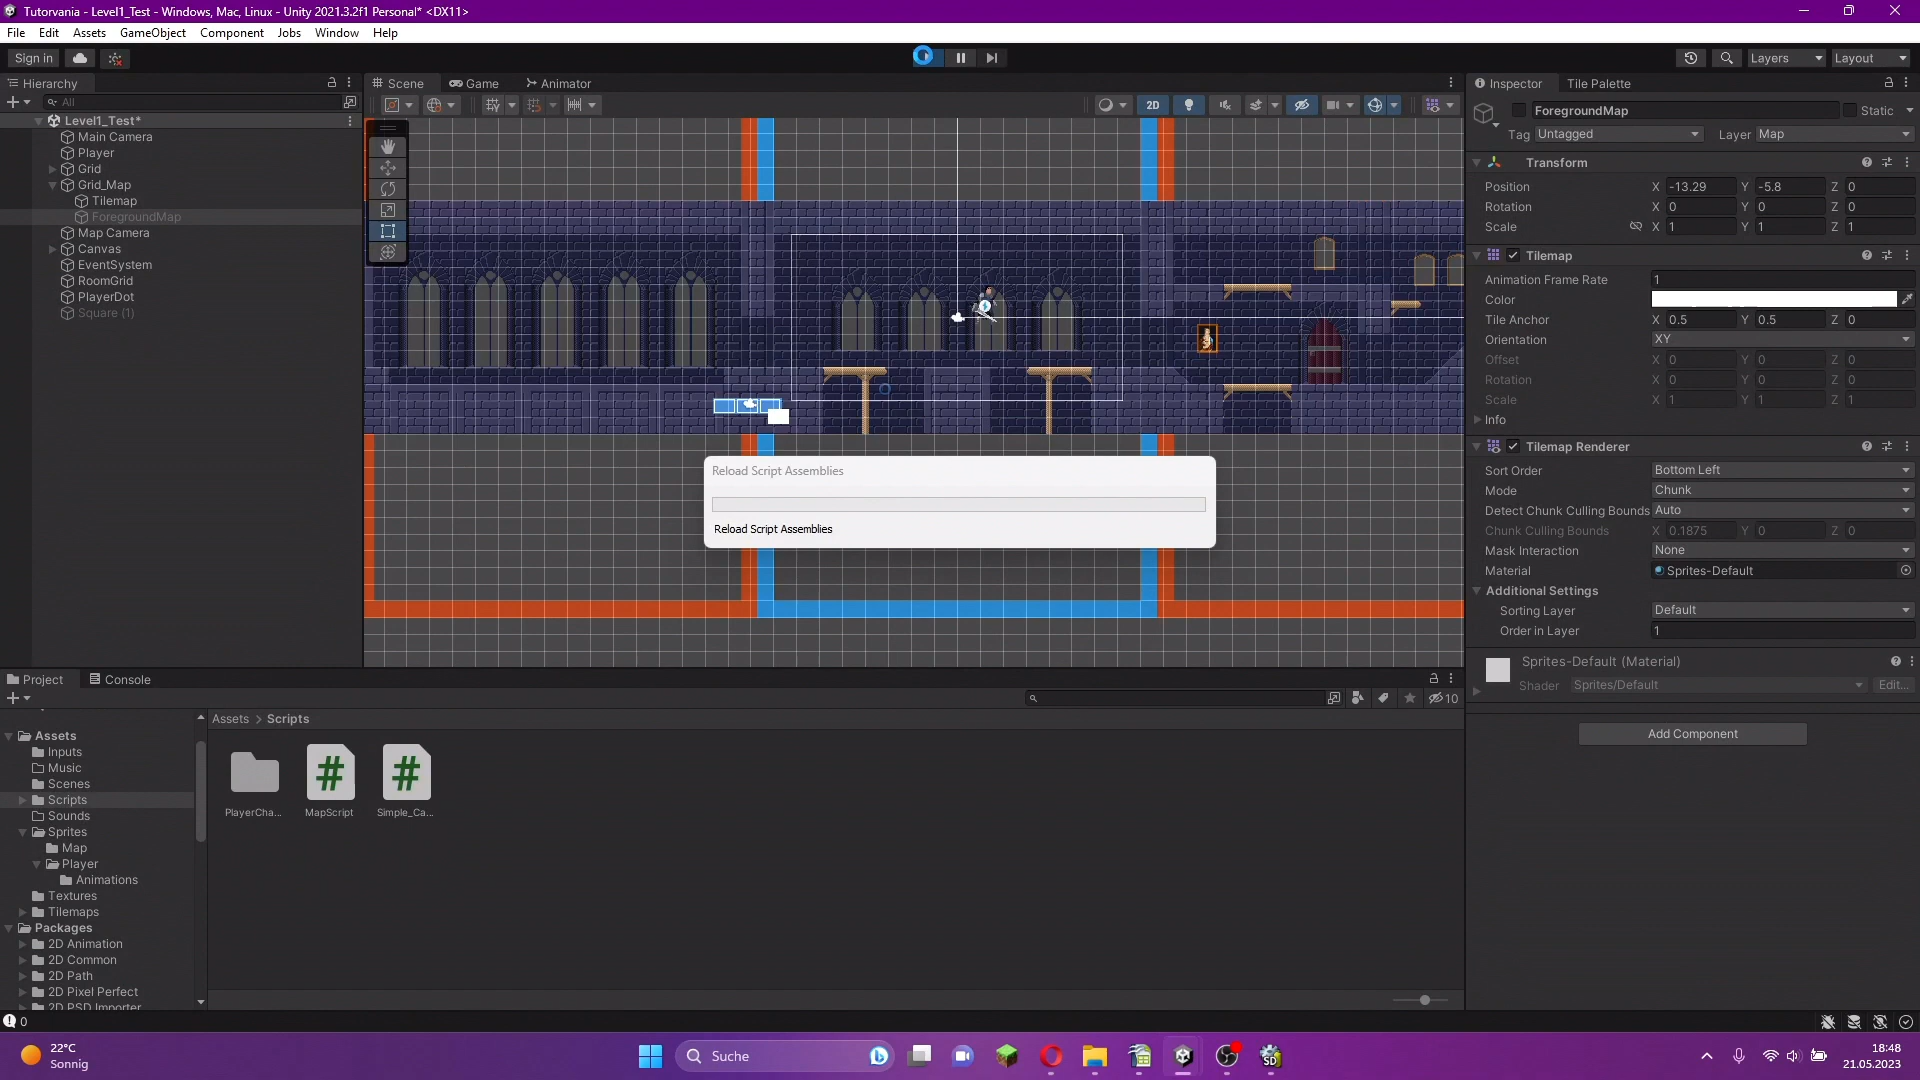 Tutorvania - Level1_Test - Windows, Mac, Linux - Unity 2021.3.2f1 Personal* <DX11>
File Edit Assets GameObject Component Jobs Window Help
Sign in
Layers
Layout
Hierarchy
All
Level1_Test*
Main Camera
Player
Grid
Grid_Map
Tilemap
ForegroundMap
Map Camera
Canvas
EventSystem
RoomGrid
PlayerDot
Square (1)
Scene Game Animator
2D
Reload Script Assemblies
Reload Script Assemblies
Inspector Tile Palette
ForegroundMap Static
Tag Untagged Layer Map
Transform
Position X -13.29 Y -5.8 Z 0
Rotation X 0 Y 0 Z 0
Scale X 1 Y 1 Z 1
Tilemap
Animation Frame Rate 1
Color
Tile Anchor X 0.5 Y 0.5 Z 0
Orientation XY
Offset X 0 Y 0 Z 0
Rotation X 0 Y 0 Z 0
Scale X 1 Y 1 Z 1
Info
Tilemap Renderer
Sort Order Bottom Left
Mode Chunk
Detect Chunk Culling Bounds Auto
Chunk Culling Bounds X 0.1875 Y 0 Z 0
Mask Interaction None
Material Sprites-Default
Additional Settings
Sorting Layer Default
Order in Layer 1
Sprites-Default (Material)
Shader Sprites/Default Edit...
Add Component
Project Console
10
Assets > Scripts
Assets
Inputs
Music
Scenes
Scripts
Sounds
Sprites
Map
Player
Animations
Textures
Tilemaps
Packages
2D Animation
2D Common
2D Path
2D Pixel Perfect
2D PSD Importer
PlayerCha... MapScript Simple_Ca...
0
22°C
Sonnig
Suche
18:48
21.05.2023